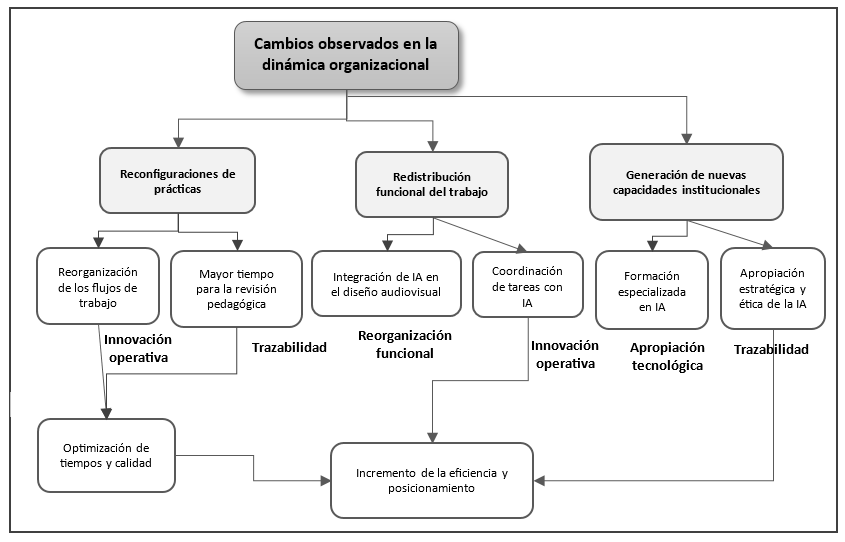 Cambios observados en la
dinámica organizacional
Reconfiguraciones de
prácticas
Redistribución
funcional del trabajo
Generación de nuevas
capacidades institucionales
Reorganización
de los flujos de
trabajo
Mayor tiempo
para la revisión
pedagógica
Integración de IA en
el diseño audiovisual
Coordinación
de tareas con
IA
Formación
especializada
en IA
Apropiación
estratégica y
ética de la IA
Innovación
operativa
Trazabilidad
Reorganización
funcional
Innovación
operativa
Apropiación
tecnológica
Trazabilidad
Optimización de
tiempos y calidad
Incremento de la eficiencia y
posicionamiento